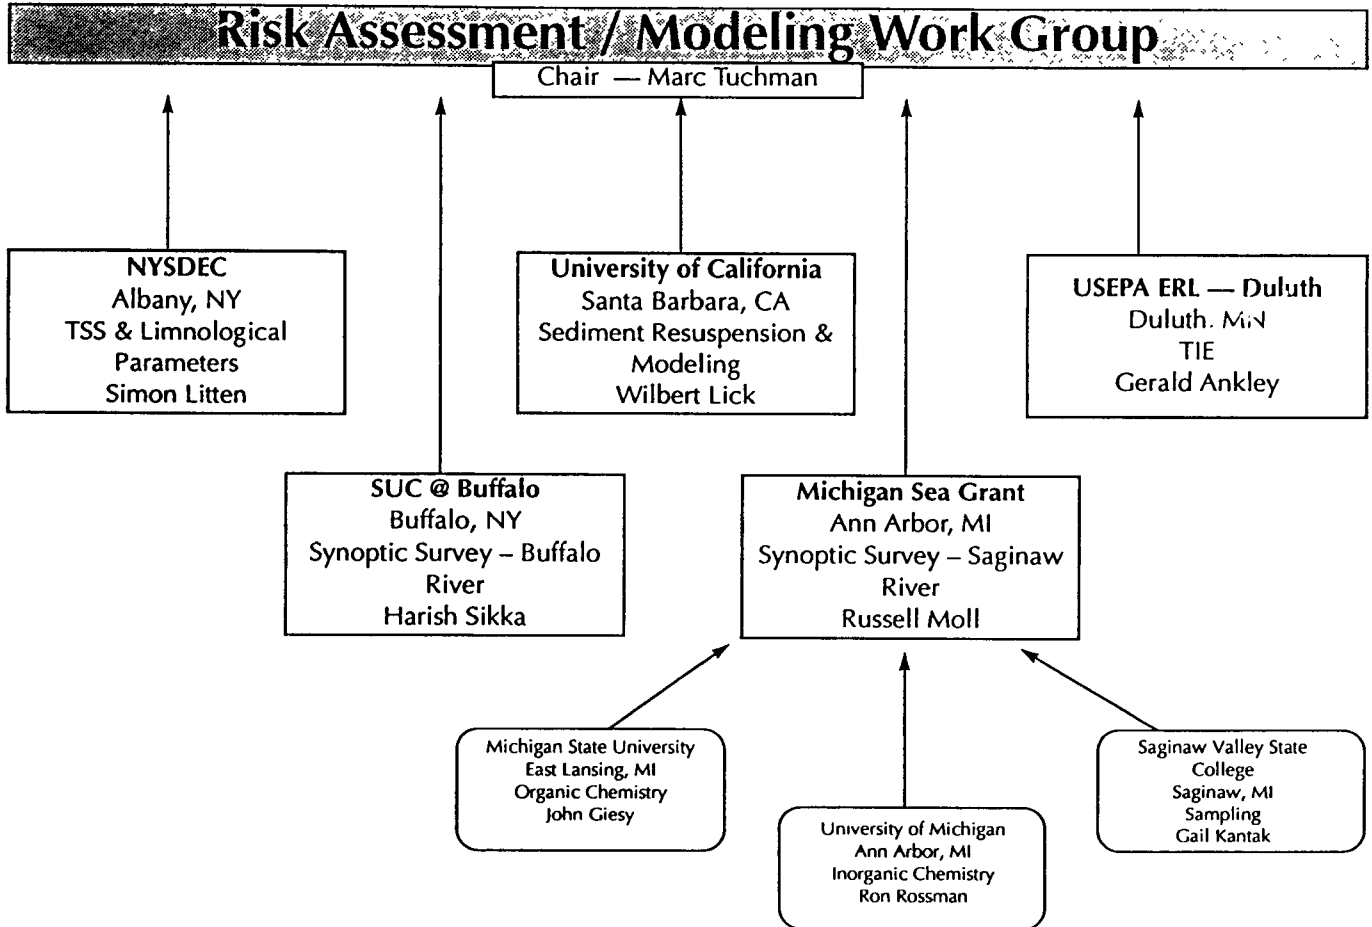 Risk Assessment / Modeling Work Group
Chair — Marc Tuchman
NYSDEC
Albany, NY
TSS & Limnological
Parameters
Simon Litten
University of California
Santa Barbara, CA
Sediment Resuspension &
Modeling
Wilbert Lick
USEPA ERL — Duluth
Duluth, MN
TIE
Gerald Ankley
SUC @ Buffalo
Buffalo, NY
Synoptic Survey – Buffalo
River
Harish Sikka
Michigan Sea Grant
Ann Arbor, MI
Synoptic Survey – Saginaw
River
Russell Moll
Michigan State University
East Lansing, MI
Organic Chemistry
John Giesy
University of Michigan
Ann Arbor, MI
Inorganic Chemistry
Ron Rossman
Saginaw Valley State
College
Saginaw, MI
Sampling
Gail Kantak